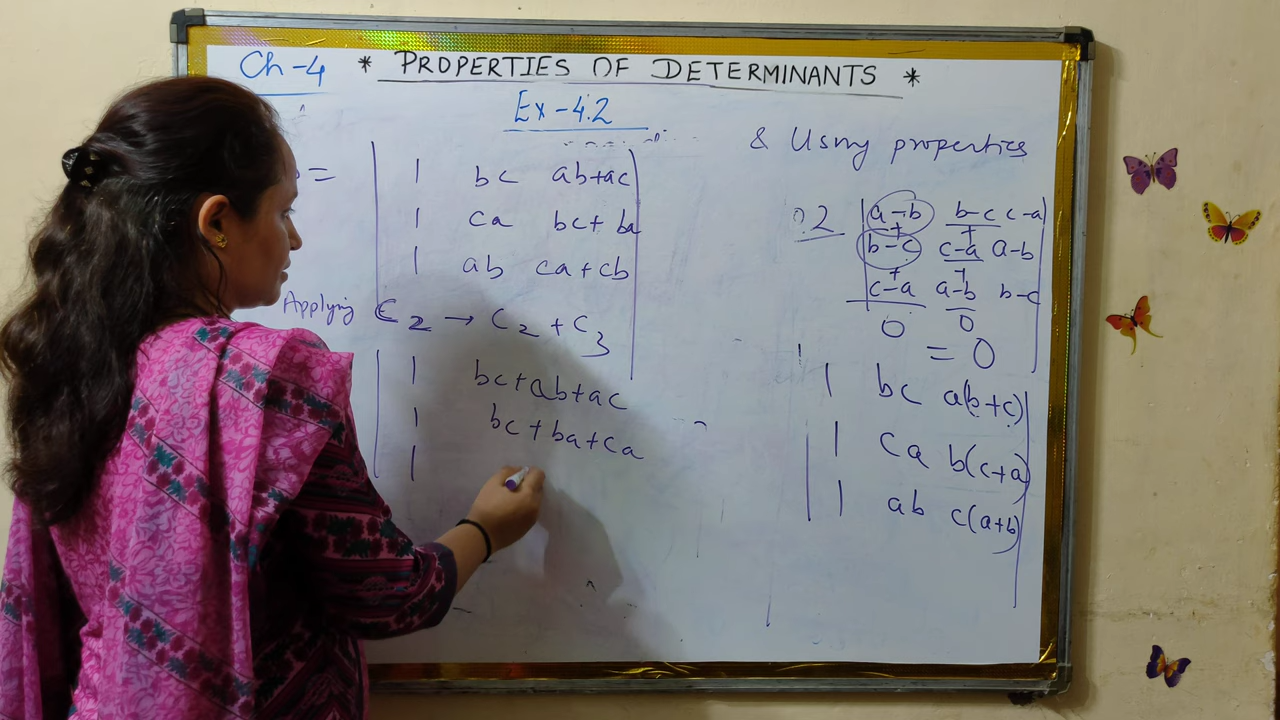 Ch-4 * PROPERTIES OF DETERMINANTS *
Ex-4.2
=
1 bc ab+ac
1 ca bc+ba
1 ab ca+cb
Applying C2 → C2 + C3
1 bc+ab+ac
1 bc+ba+ca
1
& Using properties
Q.2
a-b b-c c-a
+ +
b-c c-a a-b
+ +
c-a a-b b-c
0 0
= 0
1 bc a(b+c)
1 ca b(c+a)
1 ab c(a+b)